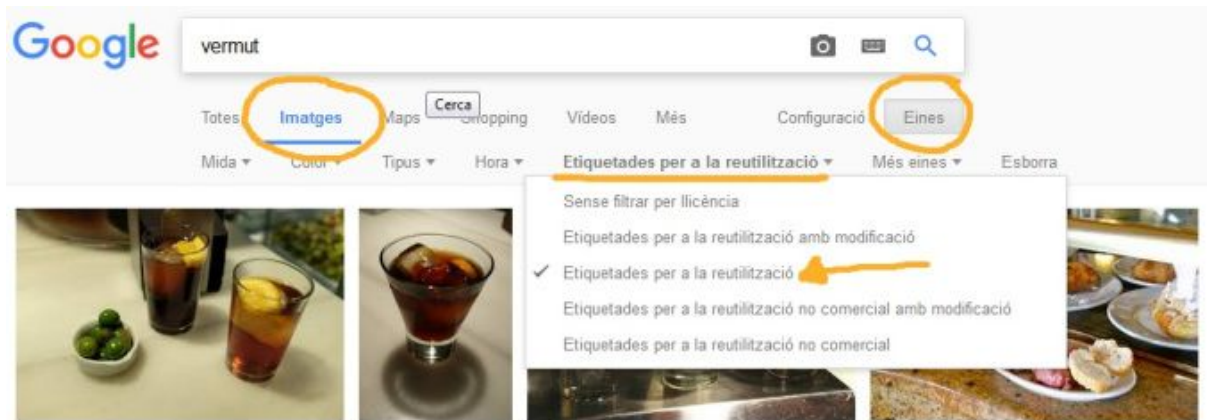 Google vermut
Totes Imatges Maps Cerca Shopping Vídeos Més Configuració Eines
Mida Color Tipus Hora Etiquetades per a la reutilització Més eines Esborra
Sense filtrar per llicència
Etiquetades per a la reutilització amb modificació
Etiquetades per a la reutilització
Etiquetades per a la reutilització no comercial amb modificació
Etiquetades per a la reutilització no comercial